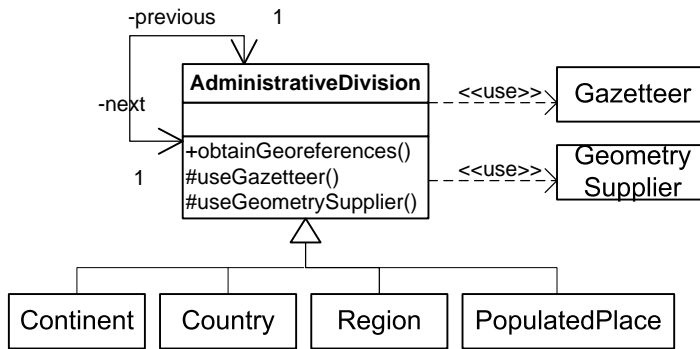 -previous
1
AdministrativeDivision
<<use>>
Gazetteer
-next
+obtainGeoreferences()
#useGazetteer()
#useGeometrySupplier()
1
<<use>>
Geometry
Supplier
Continent
Country
Region
PopulatedPlace